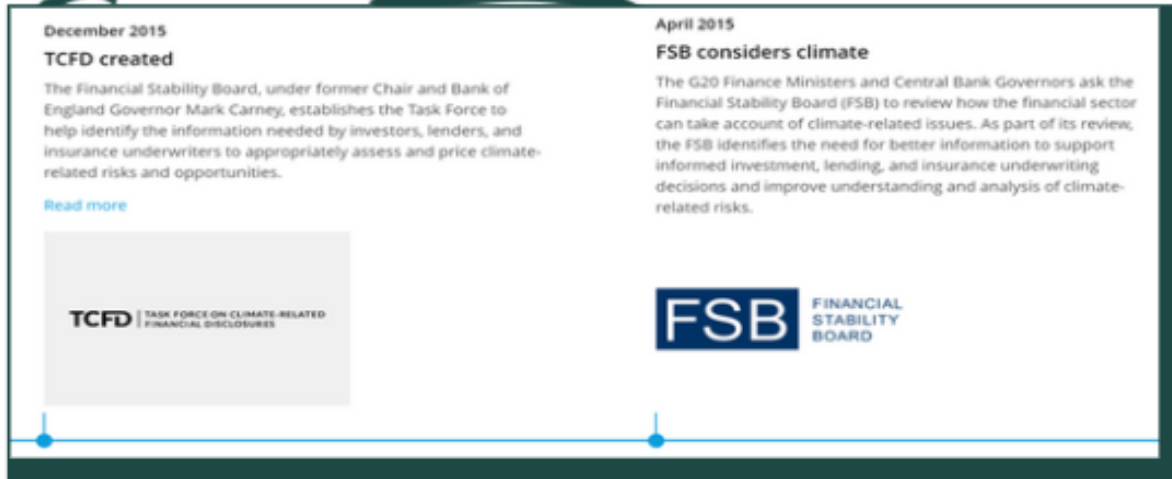 December 2015
TCFD created
The Financial Stability Board, under former Chair and Bank of
England Governor Mark Carney, establishes the Task Force to
help identify the information needed by investors, lenders, and
insurance underwriters to appropriately assess and price climate-
related risks and opportunities.
Read more
TCFD | TASK FORCE ON CLIMATE-RELATED
FINANCIAL DISCLOSURES
April 2015
FSB considers climate
The G20 Finance Ministers and Central Bank Governors ask the
Financial Stability Board (FSB) to review how the financial sector
can take account of climate-related issues. As part of its review,
the FSB identifies the need for better information to support
informed investment, lending, and insurance underwriting
decisions and improve understanding and analysis of climate-
related risks.
FSB
FINANCIAL
STABILITY
BOARD